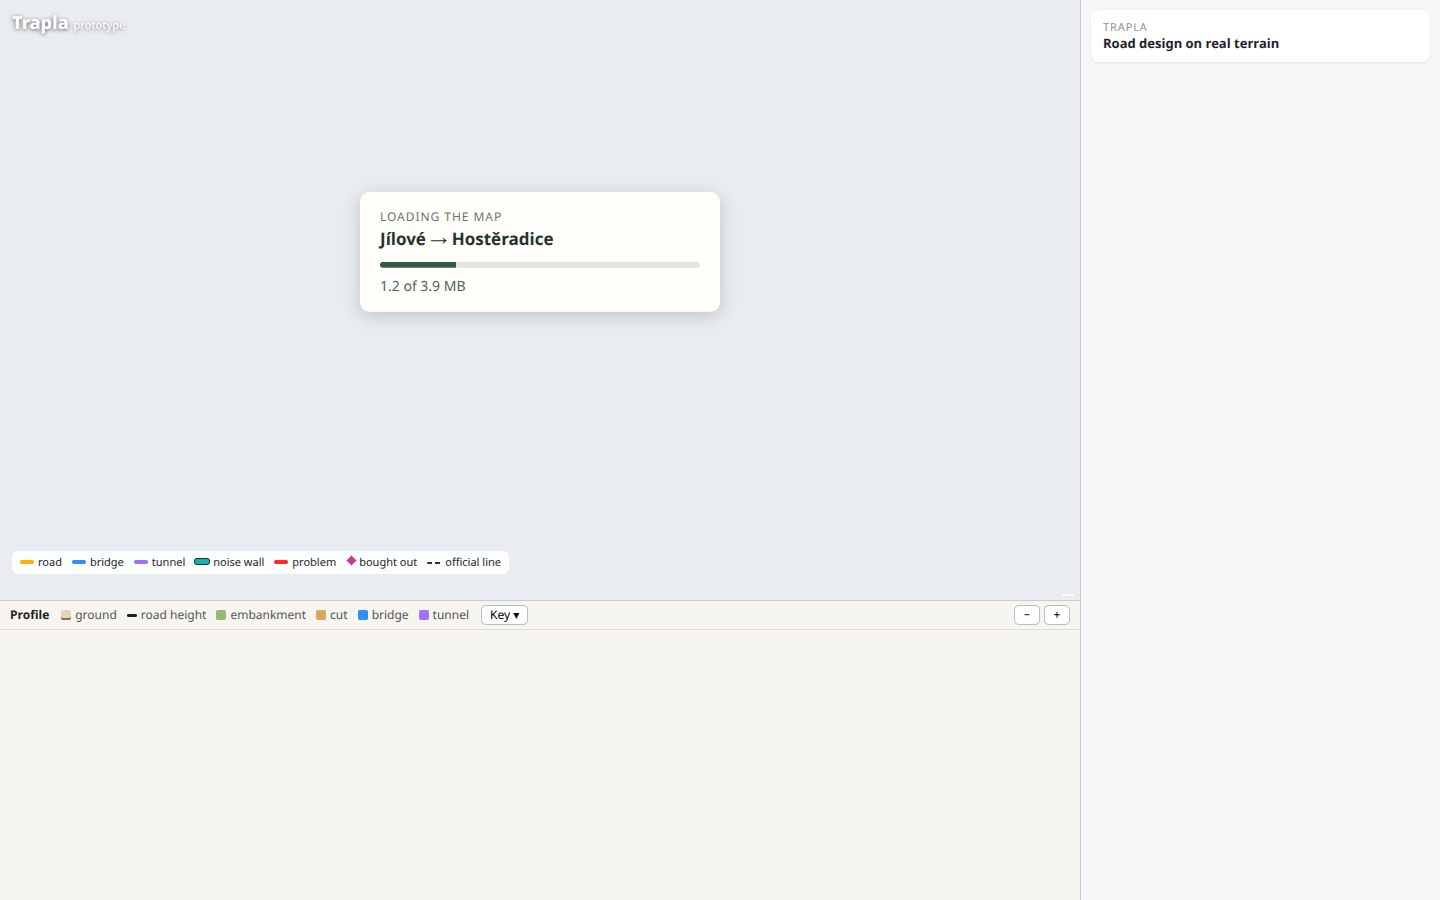 Trapla prototype
TRAPLA
Road design on real terrain
LOADING THE MAP
Jílové → Hostěradice
1.2 of 3.9 MB
road bridge tunnel noise wall problem bought out official line
Profile ground road height embankment cut bridge tunnel Key ▾ − +